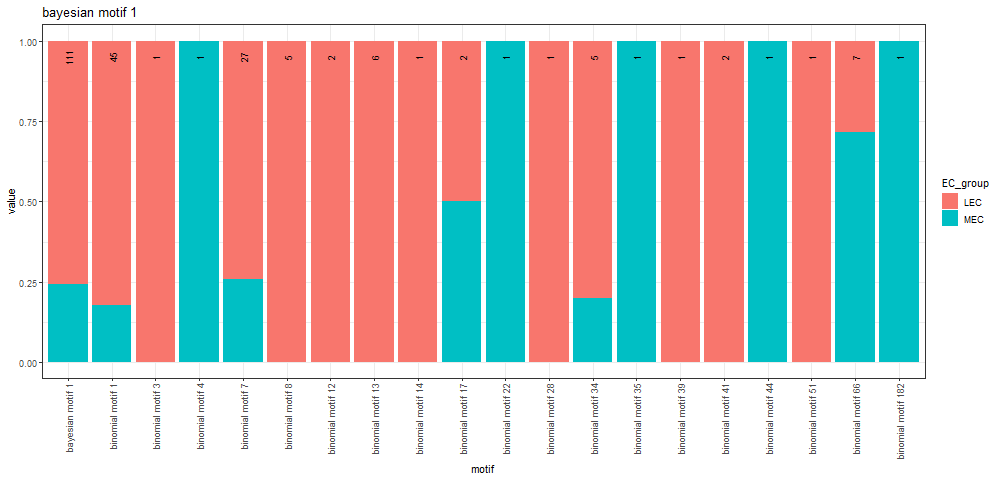 bayesian motif 1
value
1.00
0.75
0.50
0.25
0.00
111
45
1
1
27
5
2
6
1
2
1
1
5
1
1
2
1
1
7
1
bayesian motif 1
binomial motif 1
binomial motif 3
binomial motif 4
binomial motif 7
binomial motif 8
binomial motif 12
binomial motif 13
binomial motif 14
binomial motif 17
binomial motif 22
binomial motif 28
binomial motif 34
binomial motif 35
binomial motif 39
binomial motif 41
binomial motif 44
binomial motif 51
binomial motif 66
binomial motif 182
motif
EC_group
LEC
MEC